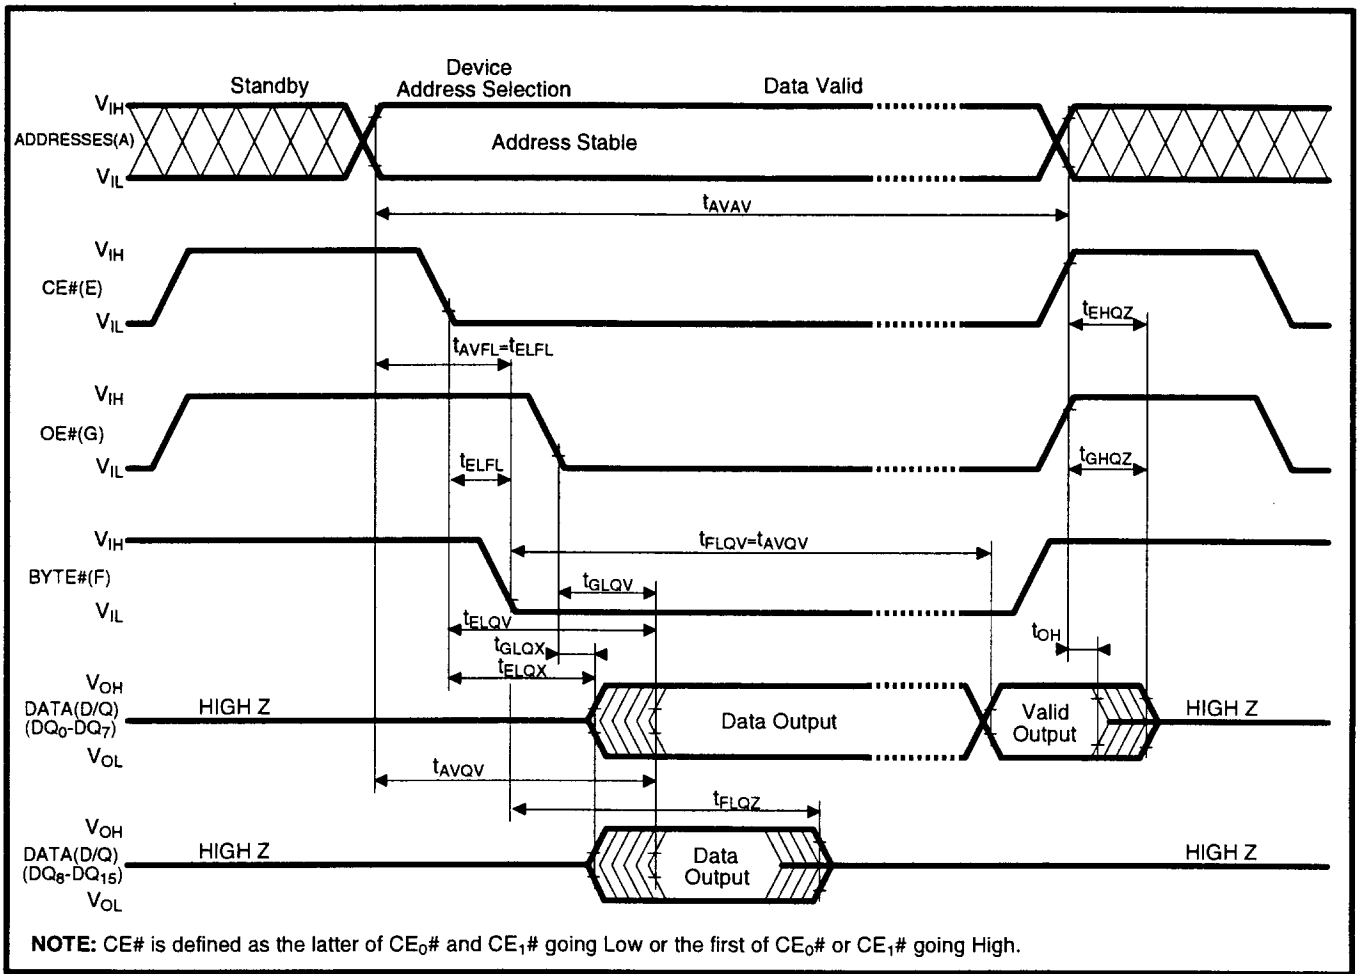 Standby
Device
Address Selection
Data Valid
VIH
ADDRESSES(A)
VIL
Address Stable
tAVAV
VIH
CE#(E)
VIL
tEHQZ
tAVFL=tELFL
VIH
OE#(G)
VIL
tELFL
tGHQZ
VIH
BYTE#(F)
VIL
tFLQV=tAVQV
tGLQV
tELQV
tGLQX
tELQX
tOH
VOH
DATA(D/Q)
(DQ0-DQ7)
VOL
HIGH Z
Data Output
Valid
Output
HIGH Z
tAVQV
tFLQZ
VOH
DATA(D/Q)
(DQ8-DQ15)
VOL
HIGH Z
Data
Output
HIGH Z
NOTE: CE# is defined as the latter of CE0# and CE1# going Low or the first of CE0# or CE1# going High.